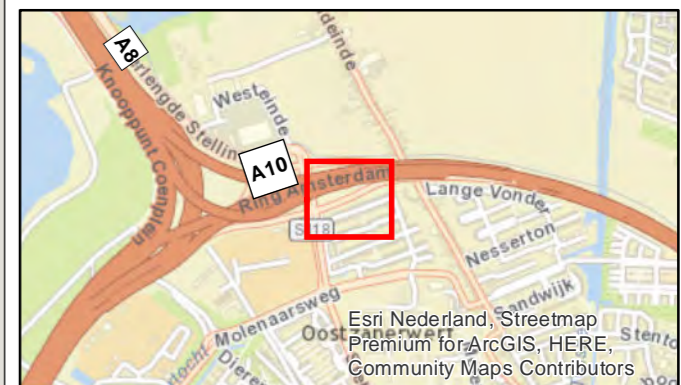 A8
Knooppunt Coenplein
Westeinde
A10
Ring Amsterdam
S118
Lange Vonder
Nesserton
Sandwijk
Molenaarsweg
Oostzanerwerf
Esri Nederland, Streetmap
Premium for ArcGIS, HERE,
Community Maps Contributors